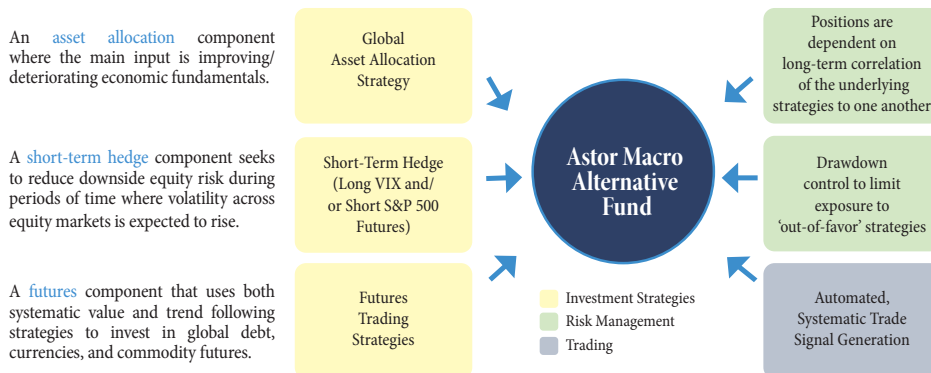 An asset allocation component
where the main input is improving/
deteriorating economic fundamentals.
A short-term hedge component seeks
to reduce downside equity risk during
periods of time where volatility across
equity markets is expected to rise.
A futures component that uses both
systematic value and trend following
strategies to invest in global debt,
currencies, and commodity futures.
Global
Asset Allocation
Strategy
Short-Term Hedge
(Long VIX and/
or Short S&P 500
Futures)
Futures
Trading
Strategies
Astor Macro
Alternative
Fund
Investment Strategies
Risk Management
Trading
Positions are
dependent on
long-term correlation
of the underlying
strategies to one another
Drawdown
control to limit
exposure to
‘out-of-favor’ strategies
Automated,
Systematic Trade
Signal Generation